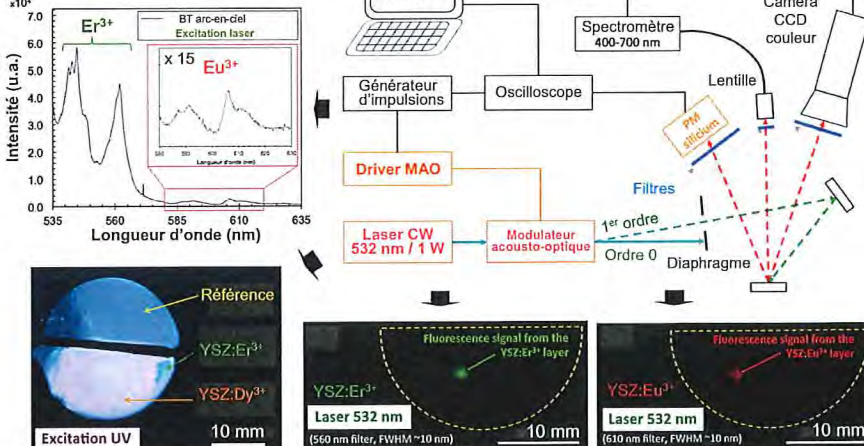 x10⁴
7.0
6.0
5.0
4.0
3.0
2.0
1.0
0.0
Intensité (u.a.)
Er³⁺
BT arc-en-ciel
Excitation laser
x 15
Eu³⁺
Longueur d'onde (nm)
535
560
585
610
635
Longueur d'onde (nm)
Spectromètre
400-700 nm
Caméra
CCD
couleur
Lentille
Générateur
d'impulsions
Oscilloscope
PM
silicium
Driver MAO
Filtres
Laser CW
532 nm / 1 W
Modulateur
acousto-optique
1er ordre
Ordre 0
Diaphragme
Référence
YSZ:Er³⁺
YSZ:Dy³⁺
Excitation UV
10 mm
Fluorescence signal from the
YSZ:Er³⁺ layer
YSZ:Er³⁺
Laser 532 nm
(560 nm filter, FWHM ~10 nm)
10 mm
Fluorescence signal from the
YSZ:Eu³⁺ layer
YSZ:Eu³⁺
Laser 532 nm
(610 nm filter, FWHM ~10 nm)
10 mm